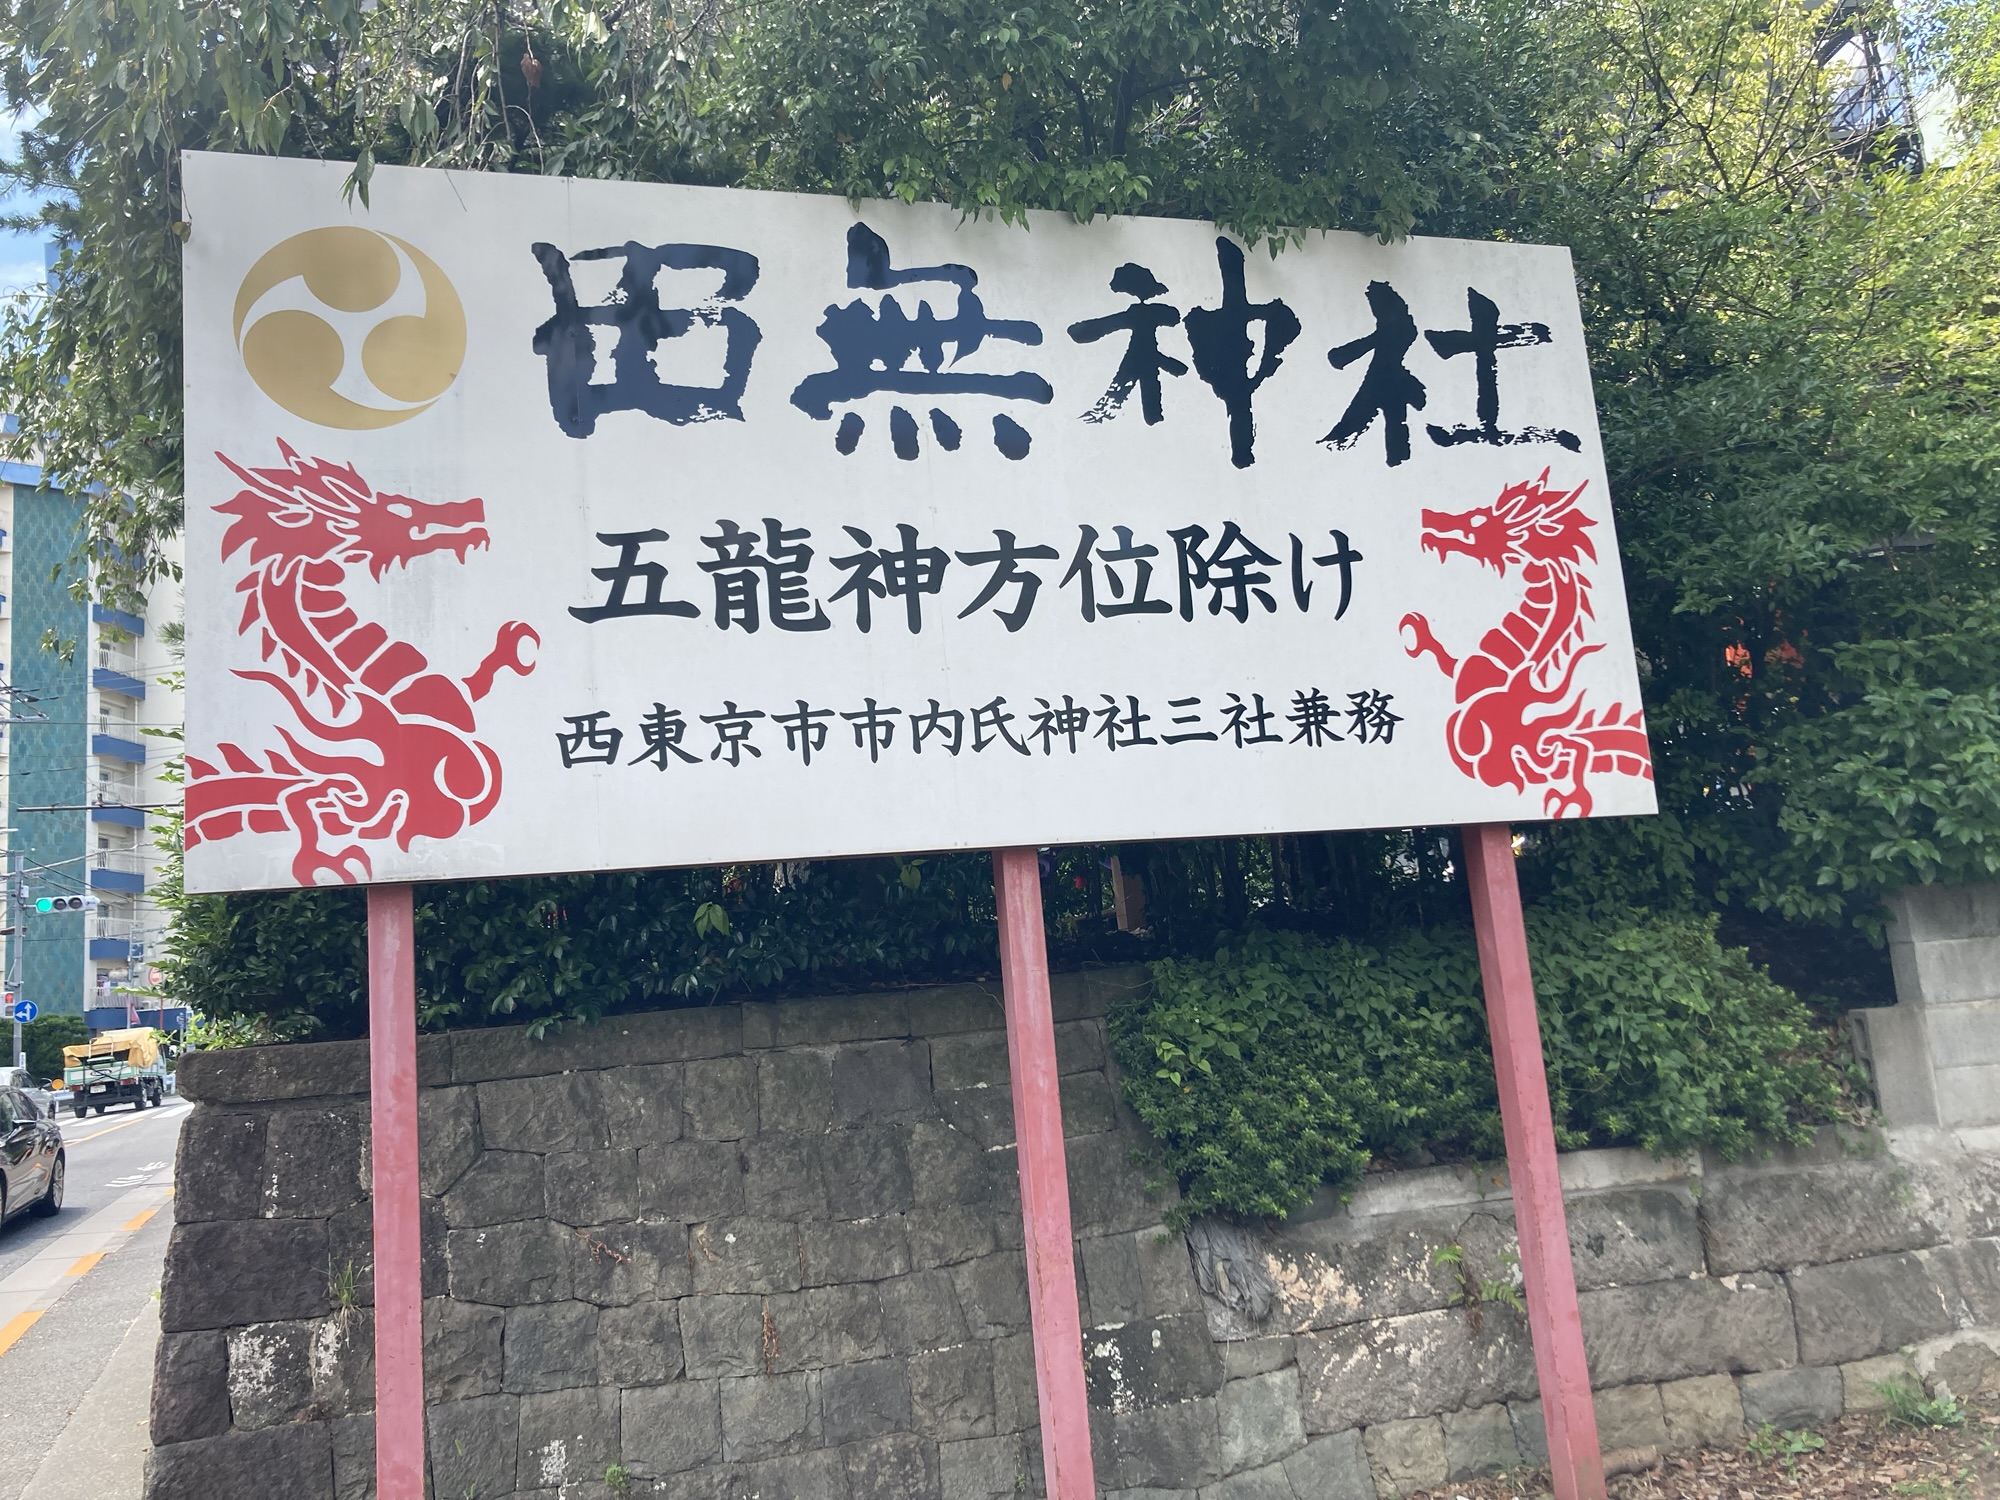 田無神社
五龍神方位除け
西東京市市内氏神社三社兼務